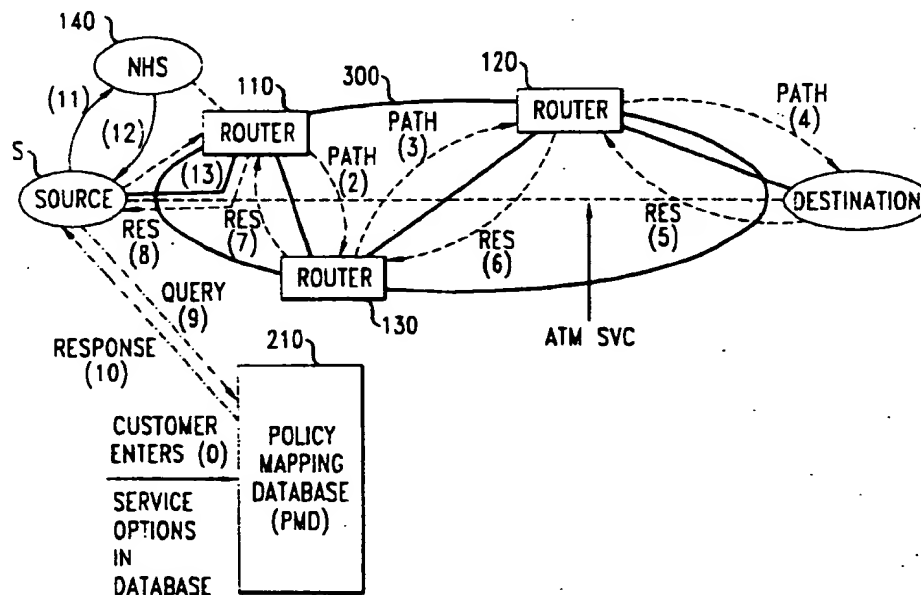 140
NHS
(11)
(12)
110
ROUTER
300
120
ROUTER
PATH
(4)
PATH
(3)
PATH
(2)
S
SOURCE
(13)
DESTINATION
RES
(8)
RES
(7)
RES
(6)
RES
(5)
ROUTER
130
ATM SVC
QUERY
(9)
RESPONSE
(10)
210
CUSTOMER
ENTERS (0)
SERVICE
OPTIONS
IN
DATABASE
POLICY
MAPPING
DATABASE
(PMD)